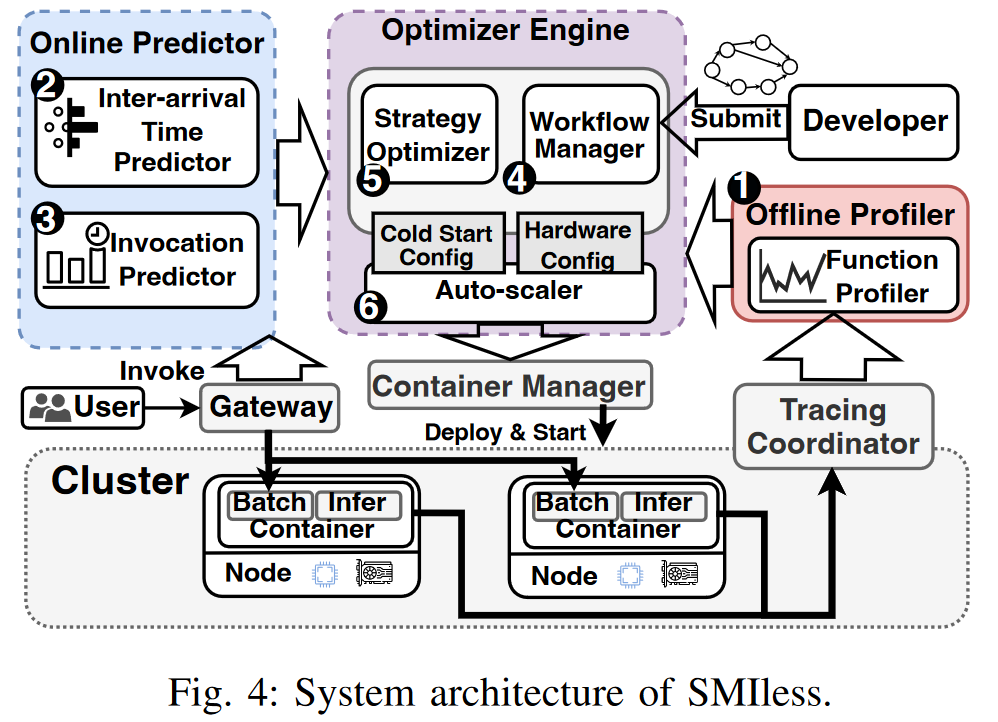 Online Predictor
2
Inter-arrival
Time
Predictor
3
Invocation
Predictor
Optimizer Engine
Strategy
Optimizer
5
Workflow
Manager
4
Submit
Developer
1
Offline Profiler
Function
Profiler
Cold Start
Config
Hardware
Config
Auto-scaler
6
Invoke
User
Gateway
Container Manager
Deploy & Start
Tracing
Coordinator
Cluster
Batch
Infer
Container
Node
Batch
Infer
Container
Node
Fig. 4: System architecture of SMIless.